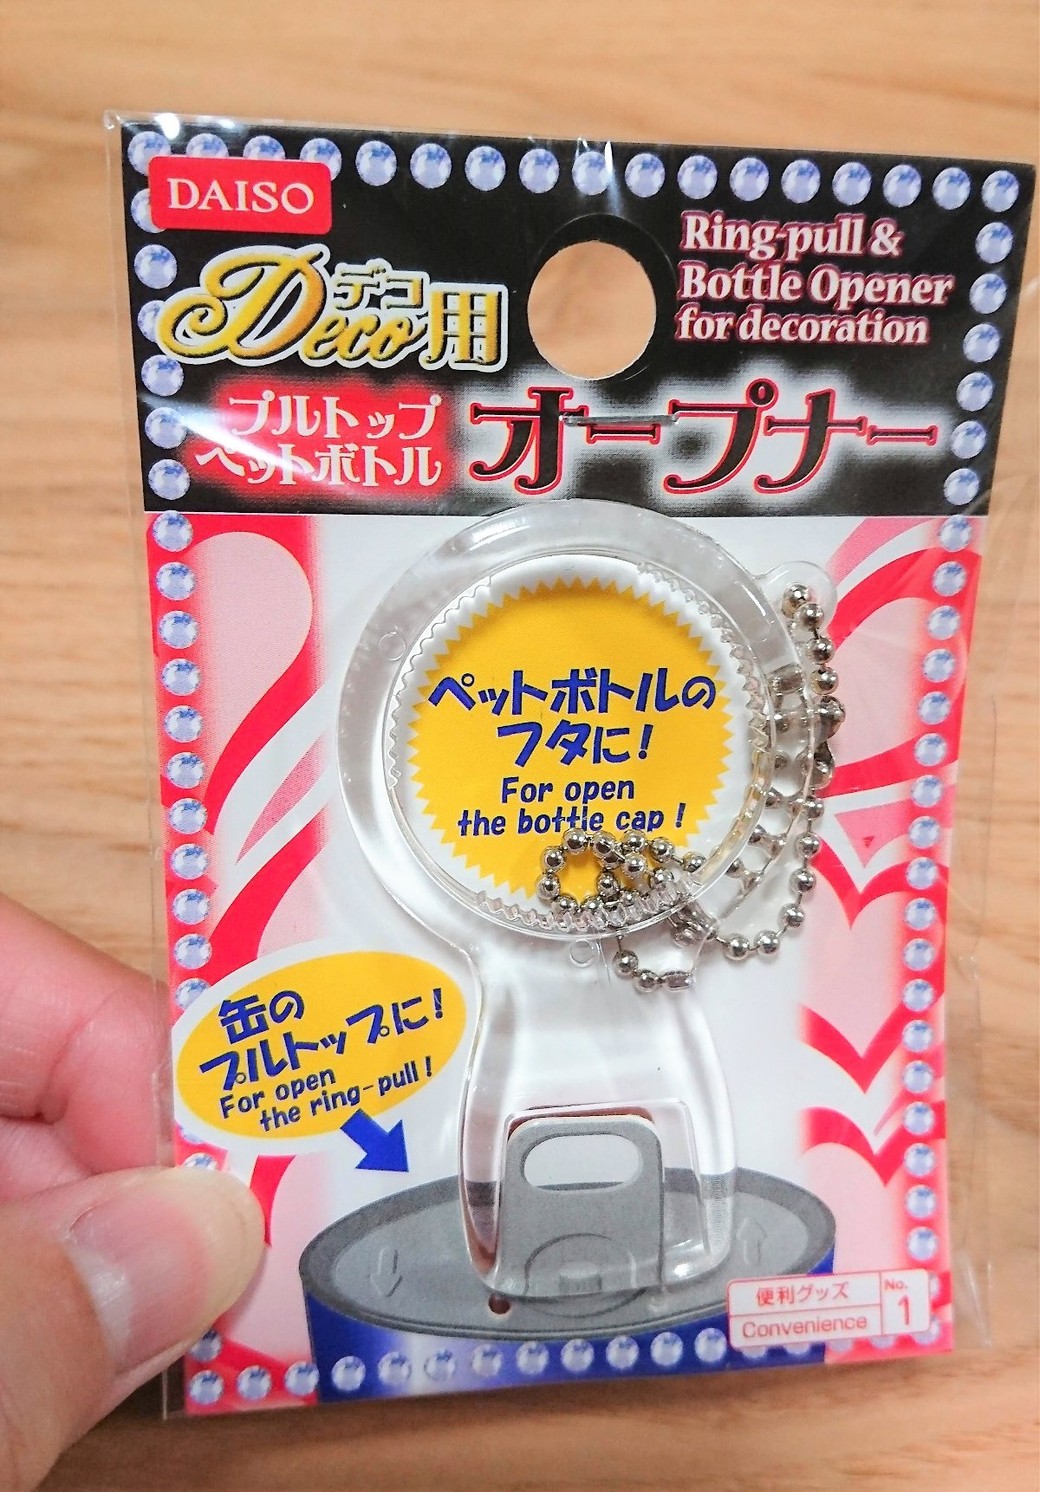 DAISO
Ring-pull &
Bottle Opener
for decoration
デコ
Deco用
プルトップ
ペットボトル
オープナー
ペットボトルの
フタに!
For open
the bottle cap !
缶の
プルトップに!
For open
the ring-pull !
便利グッズ
Convenience
No.
1